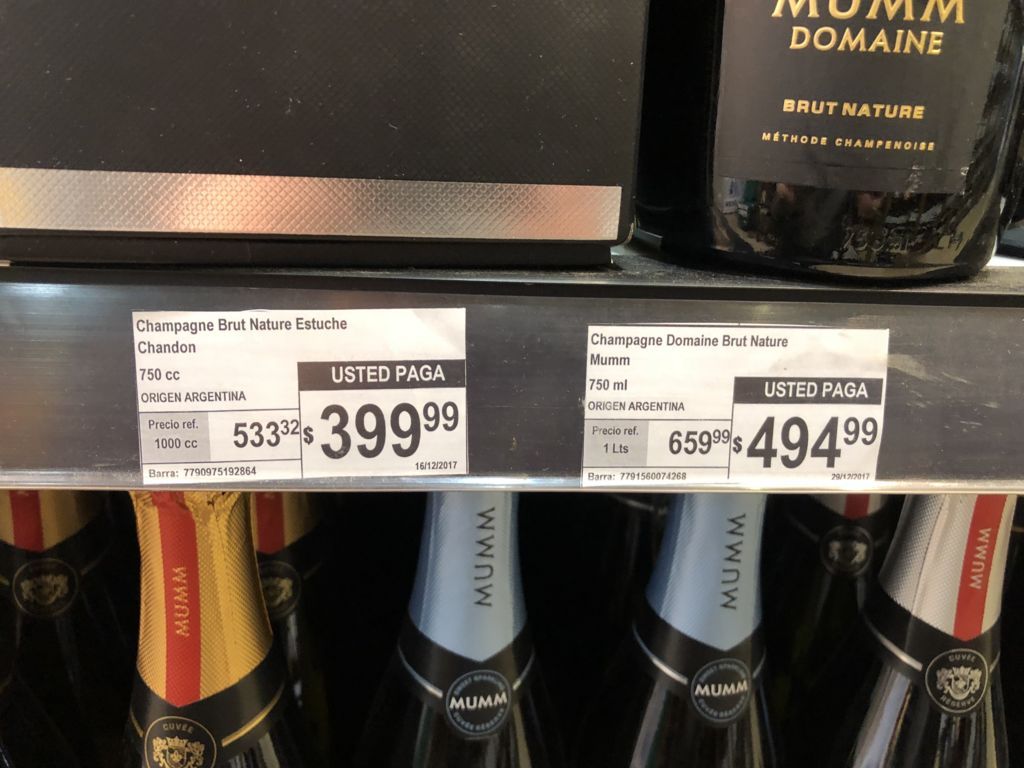 MUMM
DOMAINE
BRUT NATURE
MÉTHODE CHAMPENOISE
Champagne Brut Nature Estuche
Chandon
750 cc
ORIGEN ARGENTINA
USTED PAGA
Precio ref.
1000 cc
533 32
$ 399 99
Barra: 7790975192864
16/12/2017
Champagne Domaine Brut Nature
Mumm
750 ml
ORIGEN ARGENTINA
USTED PAGA
Precio ref.
1 Lts
659 99
$ 494 99
Barra: 7791560074268
29/12/2017
MUMM
CUVÉE
MUMM
MUMM
MUMM
MUMM
MUMM
CUVÉE
RÉSERVE